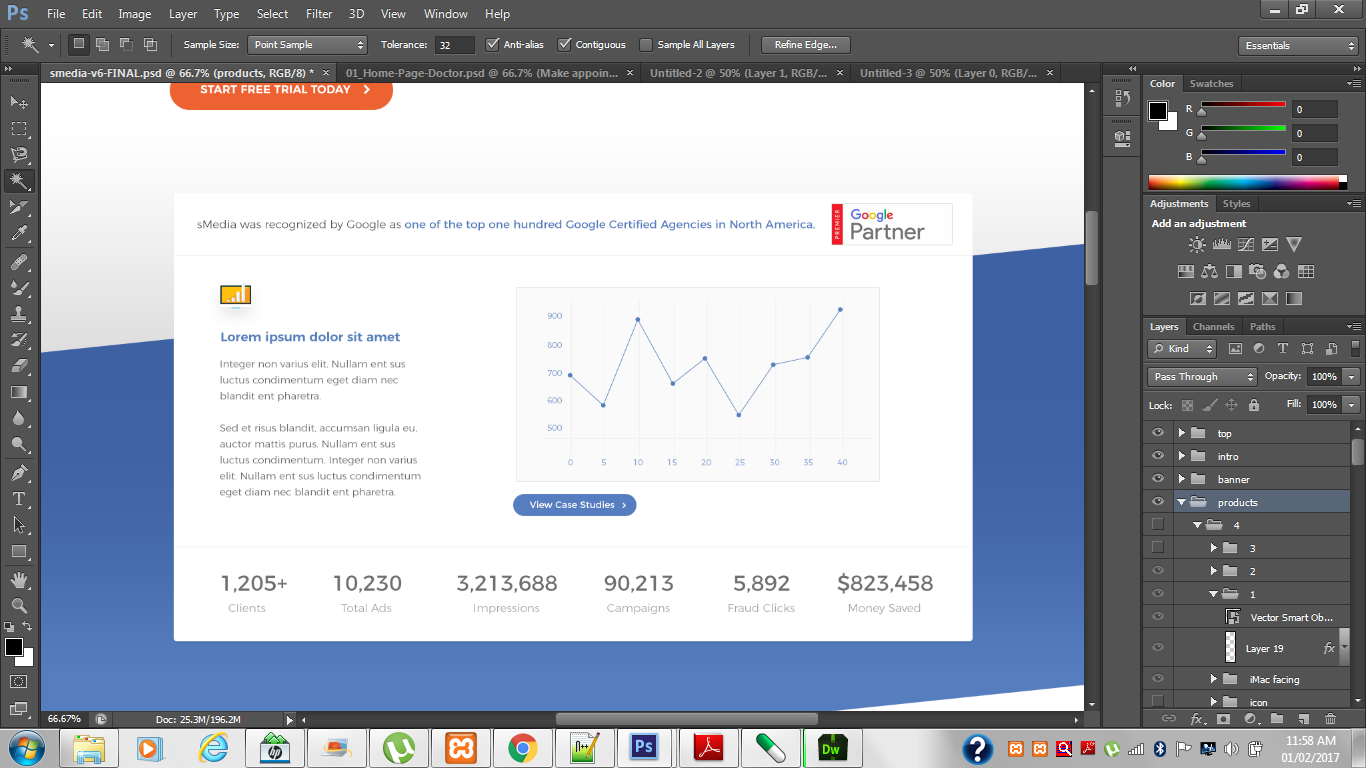 Ps File Edit Image Layer Type Select Filter 3D View Window Help
Sample Size: Point Sample Tolerance: 32 Anti-alias Contiguous Sample All Layers Refine Edge... Essentials
smedia-v6-FINAL.psd @ 66.7% (products, RGB/8) * × 01_Home-Page-Doctor.psd @ 66.7% (Make appoin... × Untitled-2 @ 50% (Layer 1, RGB/... × Untitled-3 @ 50% (Layer 0, RGB/... ×
START FREE TRIAL TODAY
sMedia was recognized by Google as one of the top one hundred Google Certified Agencies in North America.
PREMIER
Google
Partner
Lorem ipsum dolor sit amet
Integer non varius elit. Nullam ent sus
luctus condimentum eget diam nec
blandit ent pharetra.
Sed et risus blandit, accumsan ligula eu,
auctor mattis purus. Nullam ent sus
luctus condimentum. Integer non varius
elit. Nullam ent sus luctus condimentum
eget diam nec blandit ent pharetra.
900
800
700
600
500
0 5 10 15 20 25 30 35 40
View Case Studies
1,205+ 10,230 3,213,688 90,213 5,892 $823,458
Clients Total Ads Impressions Campaigns Fraud Clicks Money Saved
Color Swatches
R 0
G 0
B 0
Adjustments Styles
Add an adjustment
Layers Channels Paths
Kind
Pass Through Opacity: 100%
Lock: Fill: 100%
top
intro
banner
products
4
3
2
1
Vector Smart Ob...
Layer 19 fx
iMac facing
icon
fx
66.67% Doc: 25.3M/196.2M
hp Ps Dw
11:58 AM
01/02/2017